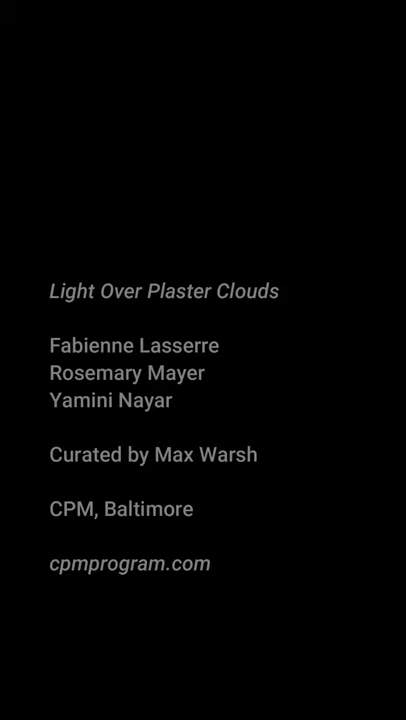 Light Over Plaster Clouds
Fabienne Lasserre
Rosemary Mayer
Yamini Nayar
Curated by Max Warsh
CPM, Baltimore
cpmprogram.com